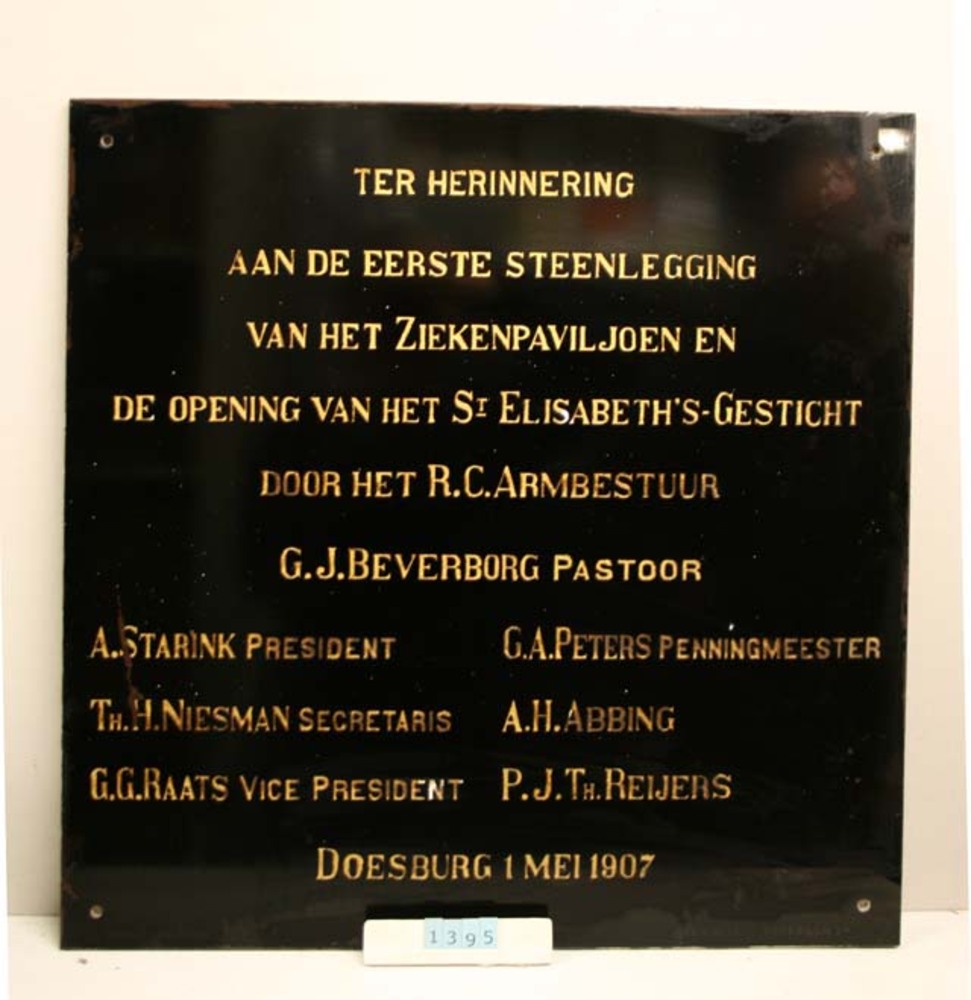 TER HERINNERING
AAN DE EERSTE STEENLEGGING
VAN HET ZIEKENPAVILJOEN EN
DE OPENING VAN HET ST ELISABETH'S-GESTICHT
DOOR HET R.C. ARMBESTUUR
G.J. BEVERBORG PASTOOR
A. STARINK PRESIDENT G.A. PETERS PENNINGMEESTER
TH. H. NIESMAN SECRETARIS A.H. ABBING
G.G. RAATS VICE PRESIDENT P.J. TH. REIJERS
DOESBURG 1 MEI 1907
1395